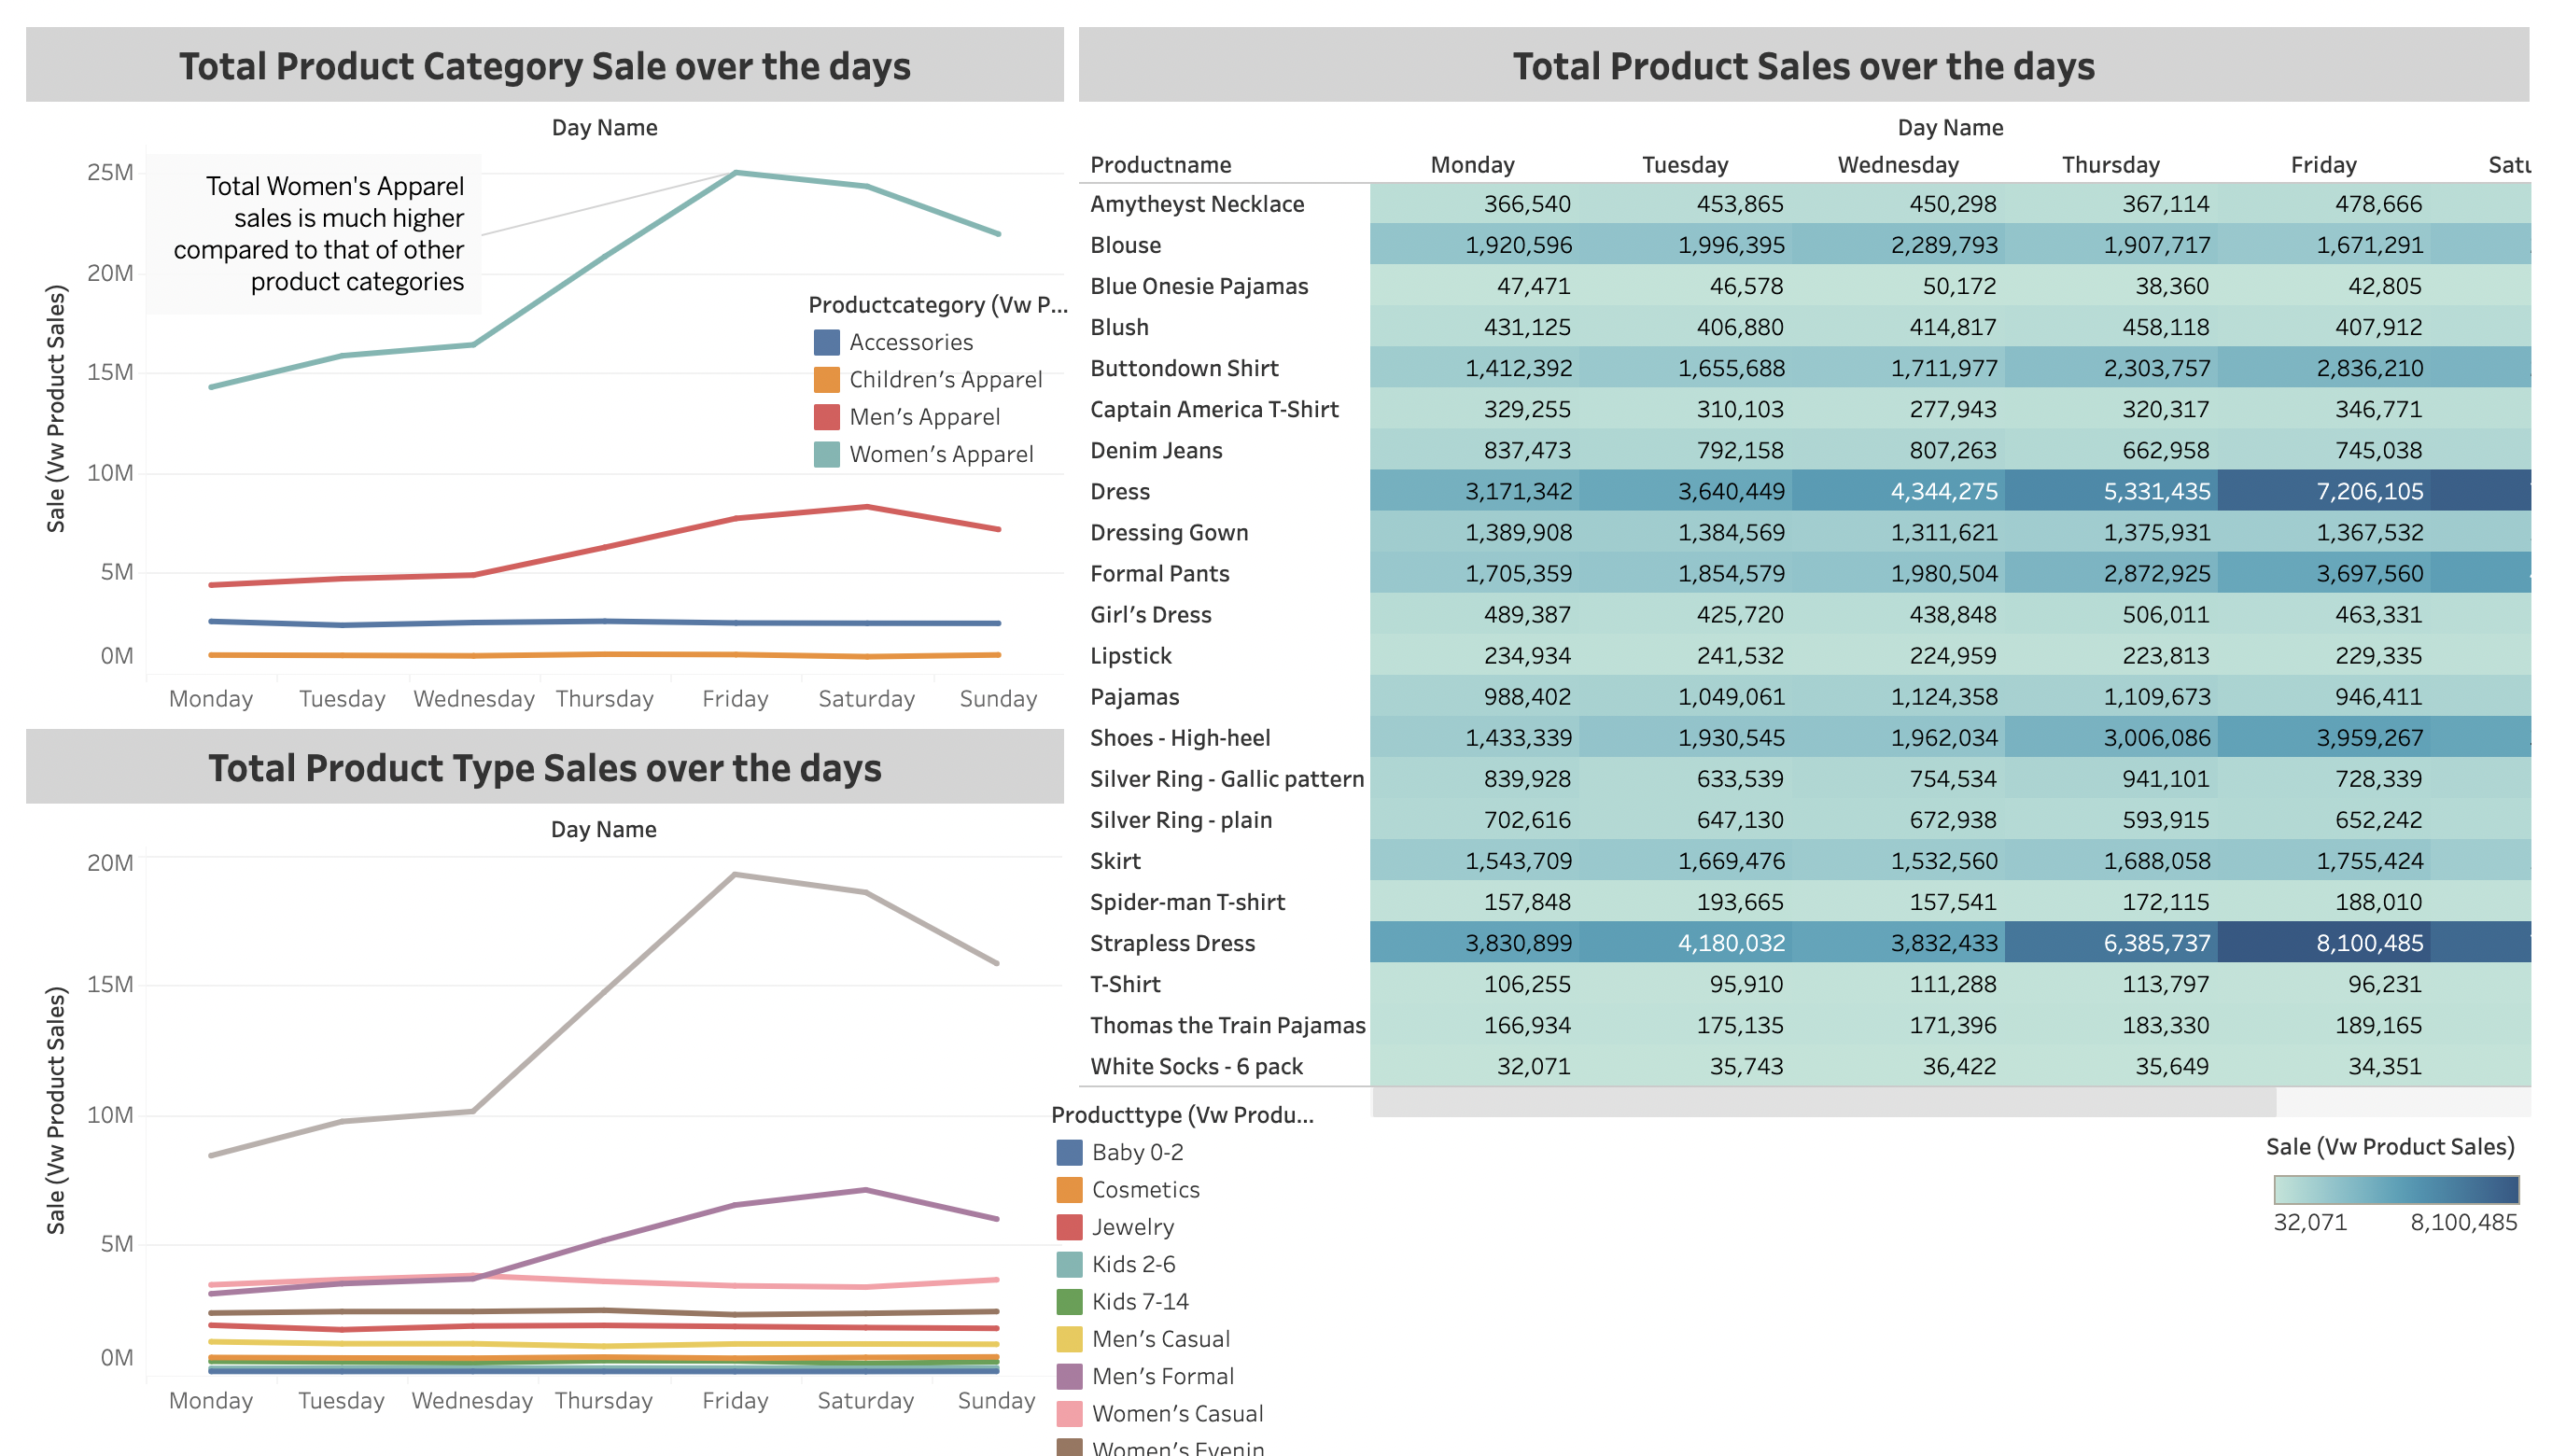 Total Product Category Sale over the days
Day Name
Total Women's Apparel
sales is much higher
compared to that of other
product categories
Sale (Vw Product Sales)
25M
20M
15M
10M
5M
0M
Productcategory (Vw P...
Accessories
Children's Apparel
Men's Apparel
Women's Apparel
Monday Tuesday Wednesday Thursday Friday Saturday Sunday
Total Product Type Sales over the days
Day Name
Sale (Vw Product Sales)
20M
15M
10M
5M
0M
Monday Tuesday Wednesday Thursday Friday Saturday Sunday
Producttype (Vw Produ...
Baby 0-2
Cosmetics
Jewelry
Kids 2-6
Kids 7-14
Men's Casual
Men's Formal
Women's Casual
Women's Evenin
Total Product Sales over the days
Day Name
Productname Monday Tuesday Wednesday Thursday Friday Satu
Amytheyst Necklace 366,540 453,865 450,298 367,114 478,666
Blouse 1,920,596 1,996,395 2,289,793 1,907,717 1,671,291
Blue Onesie Pajamas 47,471 46,578 50,172 38,360 42,805
Blush 431,125 406,880 414,817 458,118 407,912
Buttondown Shirt 1,412,392 1,655,688 1,711,977 2,303,757 2,836,210
Captain America T-Shirt 329,255 310,103 277,943 320,317 346,771
Denim Jeans 837,473 792,158 807,263 662,958 745,038
Dress 3,171,342 3,640,449 4,344,275 5,331,435 7,206,105
Dressing Gown 1,389,908 1,384,569 1,311,621 1,375,931 1,367,532
Formal Pants 1,705,359 1,854,579 1,980,504 2,872,925 3,697,560
Girl's Dress 489,387 425,720 438,848 506,011 463,331
Lipstick 234,934 241,532 224,959 223,813 229,335
Pajamas 988,402 1,049,061 1,124,358 1,109,673 946,411
Shoes - High-heel 1,433,339 1,930,545 1,962,034 3,006,086 3,959,267
Silver Ring - Gallic pattern 839,928 633,539 754,534 941,101 728,339
Silver Ring - plain 702,616 647,130 672,938 593,915 652,242
Skirt 1,543,709 1,669,476 1,532,560 1,688,058 1,755,424
Spider-man T-shirt 157,848 193,665 157,541 172,115 188,010
Strapless Dress 3,830,899 4,180,032 3,832,433 6,385,737 8,100,485
T-Shirt 106,255 95,910 111,288 113,797 96,231
Thomas the Train Pajamas 166,934 175,135 171,396 183,330 189,165
White Socks - 6 pack 32,071 35,743 36,422 35,649 34,351
Sale (Vw Product Sales)
32,071 8,100,485